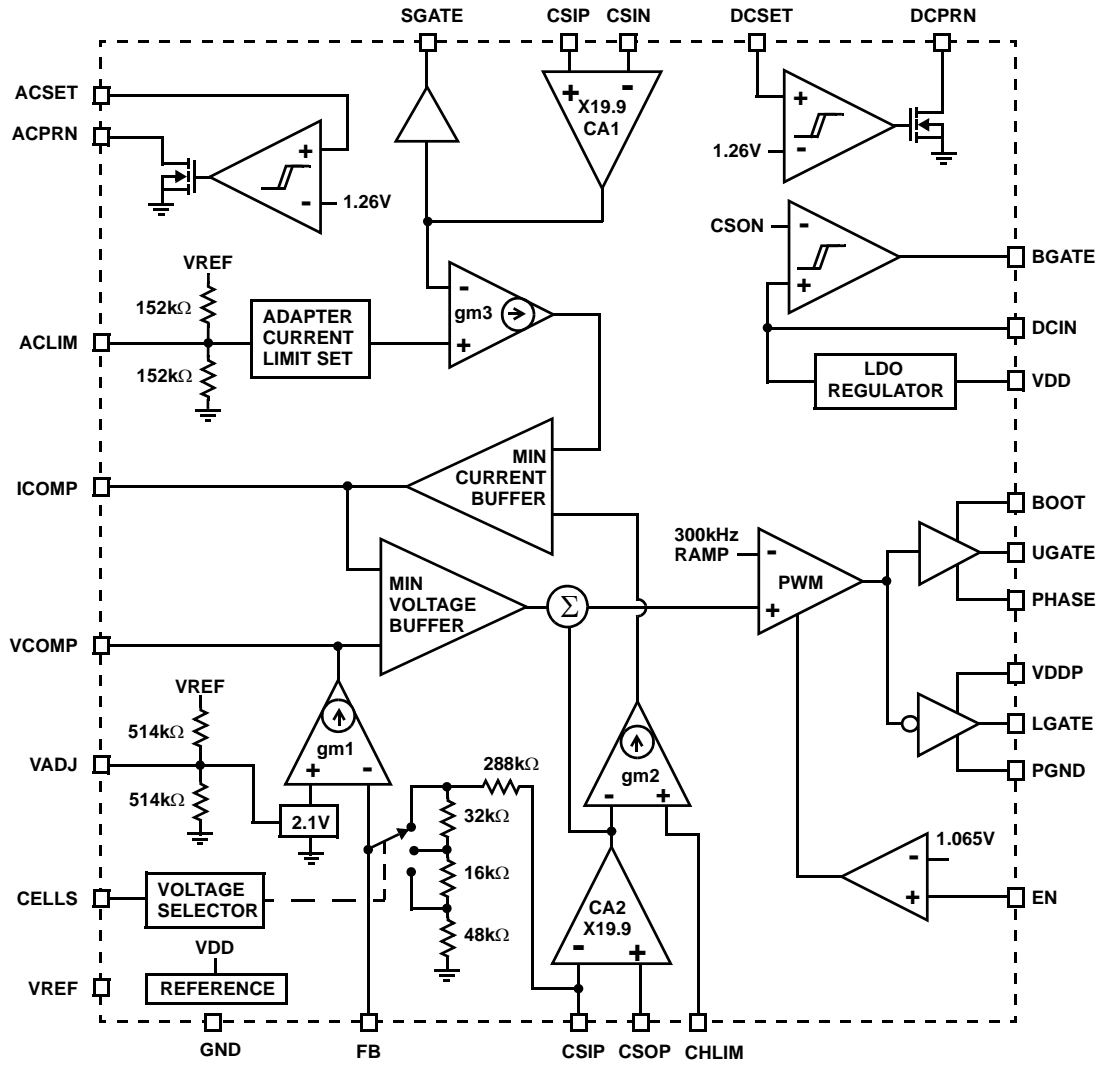 SGATE CSIP CSIN DCSET DCPRN
ACSET
ACPRN
+
-
1.26V
+
-
X19.9
CA1
+
-
1.26V
CSON
-
+
BGATE
DCIN
LDO
REGULATOR
VDD
VREF
152kΩ
ACLIM
152kΩ
ADAPTER
CURRENT
LIMIT SET
-
gm3
+
MIN
CURRENT
BUFFER
ICOMP
MIN
VOLTAGE
BUFFER
VCOMP
Σ
300kHz
RAMP
-
PWM
+
BOOT
UGATE
PHASE
VDDP
LGATE
PGND
VREF
514kΩ
VADJ
514kΩ
gm1
+
-
2.1V
288kΩ
32kΩ
16kΩ
48kΩ
gm2
-
+
CA2
X19.9
-
+
1.065V
-
+
EN
CELLS
VOLTAGE
SELECTOR
VDD
VREF
REFERENCE
GND FB CSIP CSOP CHLIM